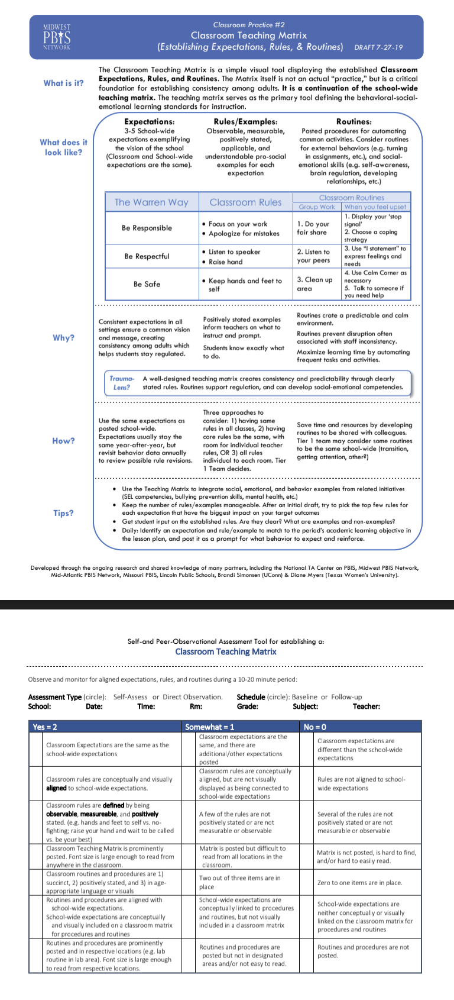 MIDWEST
PBIS
NETWORK
Classroom Practice #2
Classroom Teaching Matrix
(Establishing Expectations, Rules, & Routines) DRAFT 7-27-19
What is it?
The Classroom Teaching Matrix is a simple visual tool displaying the established Classroom
Expectations, Rules, and Routines. The Matrix itself is not an actual “practice,” but is a critical
foundation for establishing consistency among adults. It is a continuation of the school-wide
teaching matrix. The teaching matrix serves as the primary tool defining the behavioral-social-
emotional learning standards for instruction.
What does it
look like?
Expectations:
3-5 School-wide
expectations exemplifying
the vision of the school
(Classroom and School-wide
expectations are the same).
Rules/Examples:
Observable, measurable,
positively stated,
applicable, and
understandable pro-social
examples for each
expectation
Routines:
Posted procedures for automating
common activities. Consider routines
for external behaviors (e.g. turning
in assignments, etc.), and social-
emotional skills (e.g. self-awareness,
brain regulation, developing
relationships, etc.)
The Warren Way
Classroom Rules
Classroom Routines
Group Work
When you feel upset
Be Responsible
• Focus on your work
• Apologize for mistakes
1. Do your
fair share
1. Display your ‘stop
signal’
2. Choose a coping
strategy
Be Respectful
• Listen to speaker
• Raise hand
2. Listen to
your peers
3. Use “I statement” to
express feelings and
needs
Be Safe
• Keep hands and feet to
self
3. Clean up
area
4. Use Calm Corner as
necessary
5. Talk to someone if
you need help
Why?
Consistent expectations in all
settings ensure a common vision
and message, creating
consistency among adults which
helps students stay regulated.
Positively stated examples
inform teachers on what to
instruct and prompt.
Students know exactly what
to do.
Routines crate a predictable and calm
environment.
Routines prevent disruption often
associated with staff inconsistency.
Maximize learning time by automating
frequent tasks and activities.
Trauma-
Lens?
A well-designed teaching matrix creates consistency and predictability through clearly
stated rules. Routines support regulation, and can develop social-emotional competencies.
How?
Use the same expectations as
posted school-wide.
Expectations usually stay the
same year-after-year, but
revisit behavior data annually
to review possible rule revisions.
Three approaches to
consider: 1) having same
rules in all classes, 2) having
core rules be the same, with
room for individual teacher
rules, OR 3) all rules
individual to each room. Tier
1 Team decides.
Save time and resources by developing
routines to be shared with colleagues.
Tier 1 team may consider some routines
to be the same school-wide (transition,
getting attention, other?)
Tips?
• Use the Teaching Matrix to integrate social, emotional, and behavior examples from related initiatives
(SEL competencies, bullying prevention skills, mental health, etc.)
• Keep the number of rules/examples manageable. After an initial draft, try to pick the top few rules for
each expectation that have the biggest impact on your target outcomes
• Get student input on the established rules. Are they clear? What are examples and non-examples?
• Daily: Identify an expectation and rule/example to match to the period’s academic learning objective in
the lesson plan, and post it as a prompt for what behavior to expect and reinforce.
Developed through the ongoing research and shared knowledge of many partners, including the National TA Center on PBIS, Midwest PBIS Network,
Mid-Atlantic PBIS Network, Missouri PBIS, Lincoln Public Schools, Brandi Simonsen (UConn) & Diane Myers (Texas Women’s University).
Self-and Peer-Observational Assessment Tool for establishing a:
Classroom Teaching Matrix
Observe and monitor for aligned expectations, rules, and routines during a 10-20 minute period:
Assessment Type (circle): Self-Assess or Direct Observation. Schedule (circle): Baseline or Follow-up
School: Date: Time: Rm: Grade: Subject: Teacher:
Yes = 2
Somewhat = 1
No = 0
Classroom Expectations are the same as the
school-wide expectations
Classroom expectations are the
same, and there are
additional/other expectations
posted
Classroom expectations are
different than the school-wide
expectations
Classroom rules are conceptually and visually
aligned to school-wide expectations.
Classroom rules are conceptually
aligned, but are not visually
displayed as being connected to
school-wide expectations
Rules are not aligned to school-
wide expectations
Classroom rules are defined by being
observable, measureable, and positively
stated. (e.g. hands and feet to self vs. no-
fighting; raise your hand and wait to be called
vs. be your best)
A few of the rules are not
positively stated or are not
measurable or observable
Several of the rules are not
positively stated or are not
measurable or observable
Classroom Teaching Matrix is prominently
posted. Font size is large enough to read from
anywhere in the classroom.
Matrix is posted but difficult to
read from all locations in the
classroom.
Matrix is not posted, is hard to find,
and/or hard to easily read.
Classroom routines and procedures are 1)
succinct, 2) positively stated, and 3) in age-
appropriate language or visuals
Two out of three items are in
place
Zero to one items are in place.
Routines and procedures are aligned with
school-wide expectations.
School-wide expectations are conceptually
and visually included on a classroom matrix
for procedures and routines
School-wide expectations are
conceptually linked to procedures
and routines, but not visually
included in a classroom matrix
School-wide expectations are
neither conceptually or visually
linked on the classroom matrix for
procedures and routines
Routines and procedures are prominently
posted and in respective locations (e.g. lab
routine in lab area). Font size is large enough
to read from respective locations.
Routines and procedures are
posted but not in designated
areas and/or not easy to read.
Routines and procedures are not
posted.